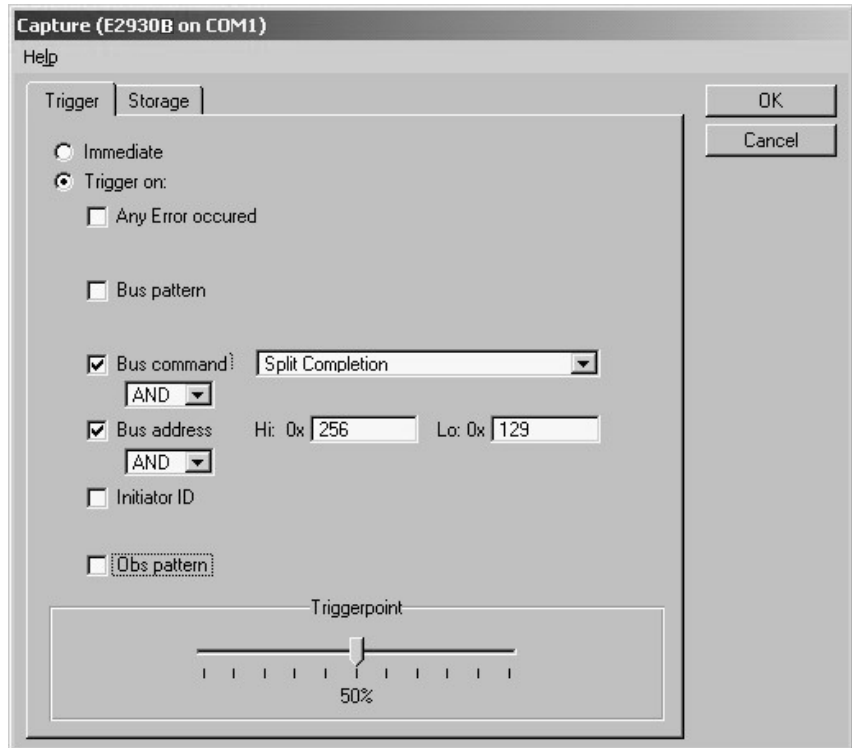 Capture (E2930B on COM1)
Help
Trigger Storage
OK
Cancel
Immediate
Trigger on:
Any Error occured
Bus pattern
Bus command Split Completion
AND
Bus address Hi: 0x 256 Lo: 0x 129
AND
Initiator ID
Obs pattern
Triggerpoint
50%